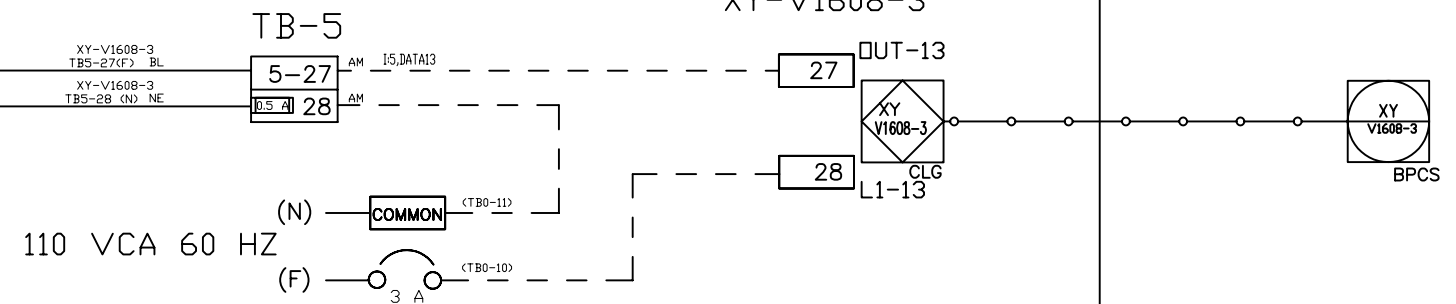 XY-V1608-3
TB-5
XY-V1608-3
TB5-27(F) BL
5-27
AM
I:5,DATA13
27
OUT-13
XY-V1608-3
TB5-28 (N) NE
0.5 A
28
AM
XY
V1608-3
CLG
XY
V1608-3
BPCS
28
L1-13
(N)
COMMON
(TB0-11)
110 VCA 60 HZ
(F)
3 A
(TB0-10)